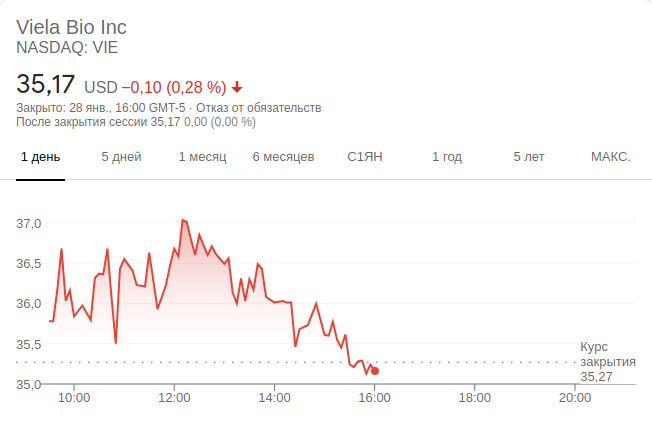 Viela Bio Inc
NASDAQ: VIE
35,17 USD −0,10 (0,28 %)
Закрыто: 28 янв., 16:00 GMT-5 · Отказ от обязательств
После закрытия сессии 35,17 0,00 (0,00 %)
1 день 5 дней 1 месяц 6 месяцев С1ЯН 1 год 5 лет МАКС.
37,0
36,5
36,0
35,5
Курс
закрытия
35,27
35,0
10:00 12:00 14:00 16:00 18:00 20:00